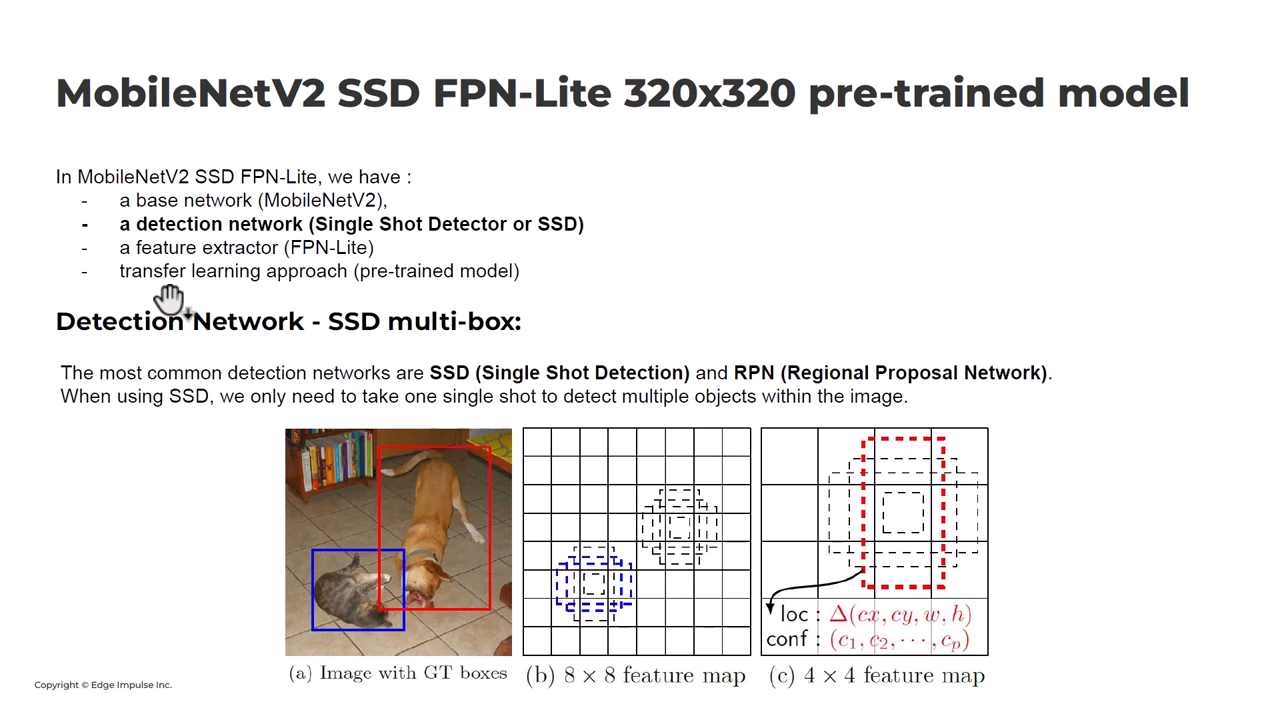 MobileNetV2 SSD FPN-Lite 320x320 pre-trained model
In MobileNetV2 SSD FPN-Lite, we have :
- a base network (MobileNetV2),
- a detection network (Single Shot Detector or SSD)
- a feature extractor (FPN-Lite)
- transfer learning approach (pre-trained model)
Detection Network - SSD multi-box:
The most common detection networks are SSD (Single Shot Detection) and RPN (Regional Proposal Network).
When using SSD, we only need to take one single shot to detect multiple objects within the image.
loc : Δ(cx, cy, w, h)
conf : (c₁, c₂, ⋯, cₚ)
(a) Image with GT boxes
(b) 8 × 8 feature map
(c) 4 × 4 feature map
Copyright © Edge Impulse Inc.